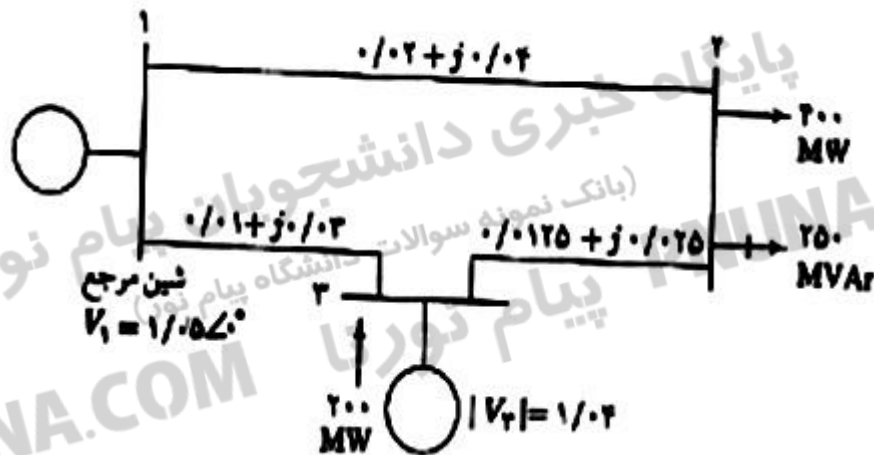 ۱
۰/۰۲ + j۰/۰۴
۲
۴۰۰
MW
۰/۰۱ + j۰/۰۳
۰/۰۱۲۵ + j۰/۰۲۵
۲۵۰
MVAr
شین مرجع
V۱ = ۱/۰۵∠۰°
۳
۲۰۰
MW
|V۳| = ۱/۰۴
پایگاه خبری دانشجویان پیام نور
(بانک نمونه سوالات دانشگاه پیام نور)
PNUNA پیام نورنا
NA.COM